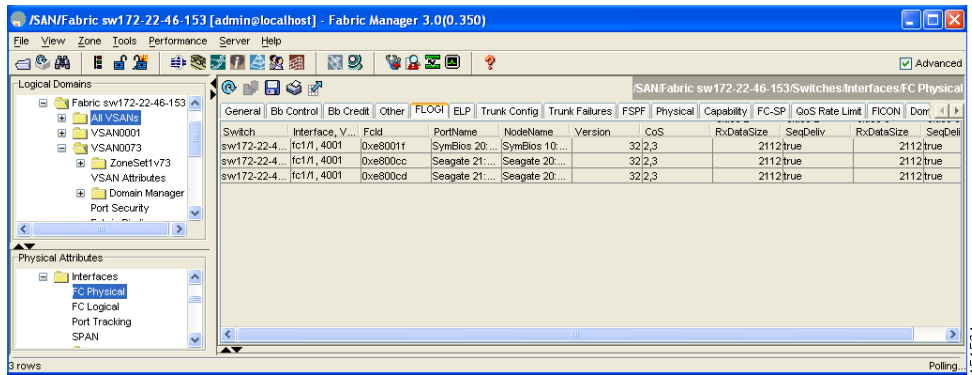 /SAN/Fabric sw172-22-46-153 [admin@localhost] - Fabric Manager 3.0(0.350)
File View Zone Tools Performance Server Help
Advanced
Logical Domains
/SAN/Fabric sw172-22-46-153/Switches/Interfaces/FC Physical
Fabric sw172-22-46-153
All VSANs
VSAN0001
VSAN0073
ZoneSet1v73
VSAN Attributes
Domain Manager
Port Security
General Bb Control Bb Credit Other FLOGI ELP Trunk Config Trunk Failures FSPF Physical Capability FC-SP QoS Rate Limit FICON Dom
Switch Interface, V... FcId PortName NodeName Version CoS RxDataSize SeqDeliv RxDataSize SeqDeli
sw172-22-4... fc1/1, 4001 0xe8001f SymBios 20:... SymBios 10:... 32 2,3 2112 true 2112 true
sw172-22-4... fc1/1, 4001 0xe800cc Seagate 21:... Seagate 20:... 32 2,3 2112 true 2112 true
sw172-22-4... fc1/1, 4001 0xe800cd Seagate 21:... Seagate 20:... 32 2,3 2112 true 2112 true
Physical Attributes
Interfaces
FC Physical
FC Logical
Port Tracking
SPAN
3 rows
Polling...